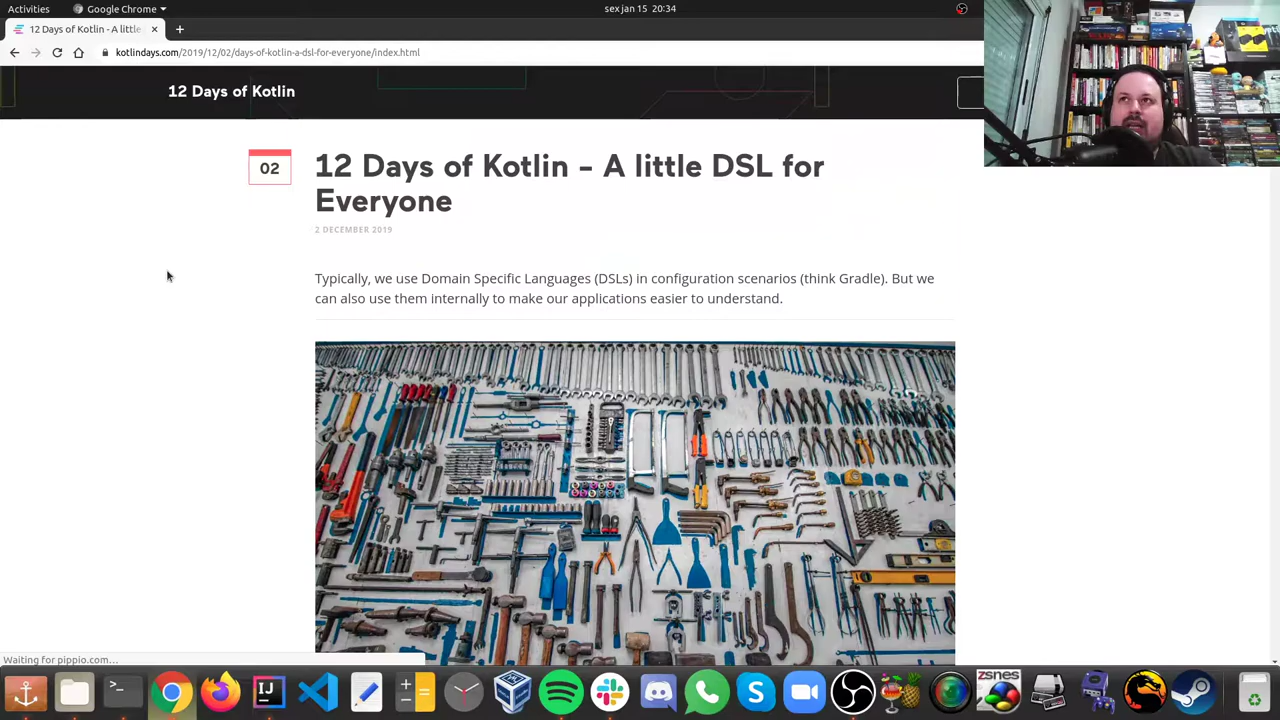 Activities
Google Chrome
sex jan 15 20:34
12 Days of Kotlin - A little
kotlindays.com/2019/12/02/days-of-kotlin-a-dsl-for-everyone/index.html
12 Days of Kotlin
02
12 Days of Kotlin - A little DSL for
Everyone
2 DECEMBER 2019
Typically, we use Domain Specific Languages (DSLs) in configuration scenarios (think Gradle). But we
can also use them internally to make our applications easier to understand.
Waiting for pippio.com...
>_
IJ
zsnes